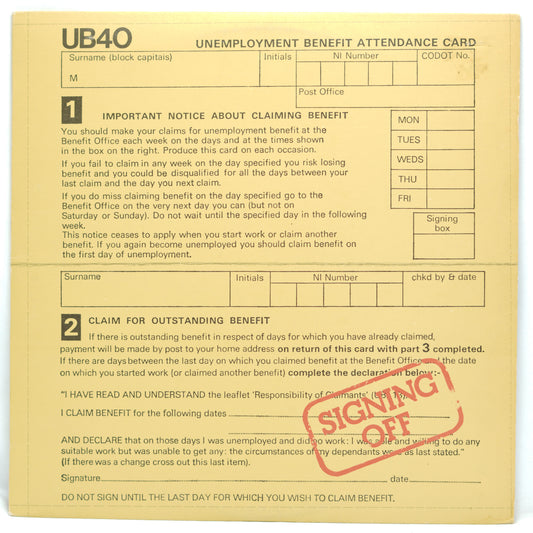 UB40 UNEMPLOYMENT BENEFIT ATTENDANCE CARD
Surname (block capitals) Initials NI Number CODOT No.
M
Post Office
1 IMPORTANT NOTICE ABOUT CLAIMING BENEFIT
You should make your claims for unemployment benefit at the
Benefit Office each week on the days and at the times shown
in the box on the right. Produce this card on each occasion.
If you fail to claim in any week on the day specified you risk losing
benefit and you could be disqualified for all the days between your
last claim and the day you next claim.
If you do miss claiming benefit on the day specified go to the
Benefit Office on the very next day you can (but not on
Saturday or Sunday). Do not wait until the specified day in the following
week.
This notice ceases to apply when you start work or claim another
benefit. If you again become unemployed you should claim benefit on
the first day of unemployment.
MON
TUES
WEDS
THU
FRI
Signing
box
Surname Initials NI Number chkd by & date
2 CLAIM FOR OUTSTANDING BENEFIT
If there is outstanding benefit in respect of days for which you have already claimed,
payment will be made by post to your home address on return of this card with part 3 completed.
If there are days between the last day on which you claimed benefit at the Benefit Office and the date
on which you started work (or claimed another benefit) complete the declaration below:-
"I HAVE READ AND UNDERSTAND the leaflet 'Responsibility of Claimants' (UBL 18)
I CLAIM BENEFIT for the following dates
AND DECLARE that on those days I was unemployed and did no work: I was able and willing to do any
suitable work but was unable to get any: the circumstances of my dependants were as last stated."
(If there was a change cross out this last item).
Signature date
DO NOT SIGN UNTIL THE LAST DAY FOR WHICH YOU WISH TO CLAIM BENEFIT.
SIGNING
OFF